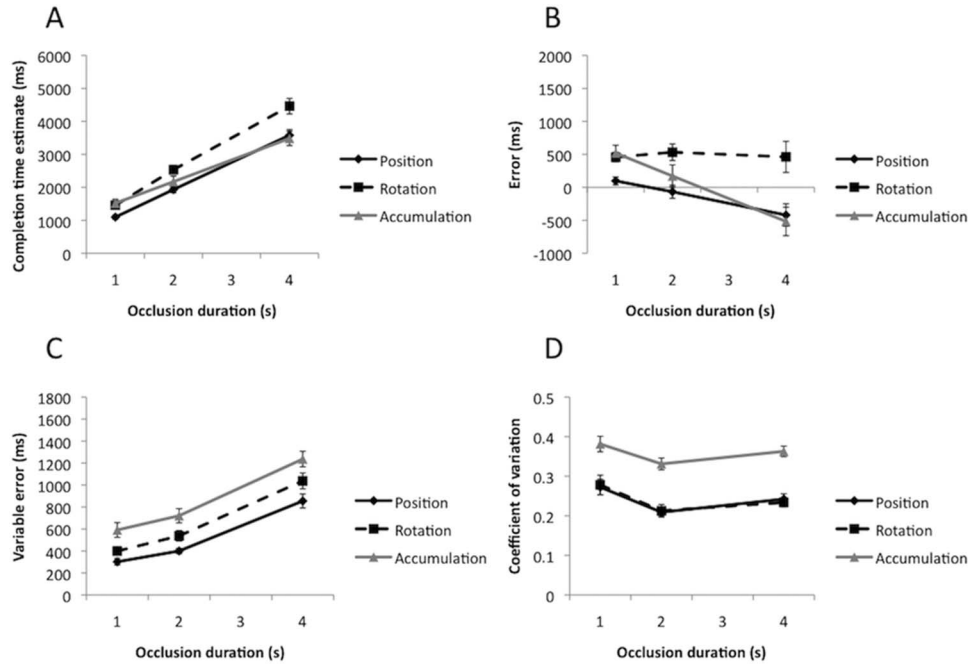 A
6000
5000
4000
3000
2000
1000
0
Completion time estimate (ms)
1 2 3 4
Occlusion duration (s)
Position
Rotation
Accumulation
B
2000
1500
1000
500
0
-500
-1000
Error (ms)
1 2 3 4
Occlusion duration (s)
Position
Rotation
Accumulation
C
1800
1600
1400
1200
1000
800
600
400
200
0
Variable error (ms)
1 2 3 4
Occlusion duration (s)
Position
Rotation
Accumulation
D
0.5
0.4
0.3
0.2
0.1
0
Coefficient of variation
1 2 3 4
Occlusion duration (s)
Position
Rotation
Accumulation